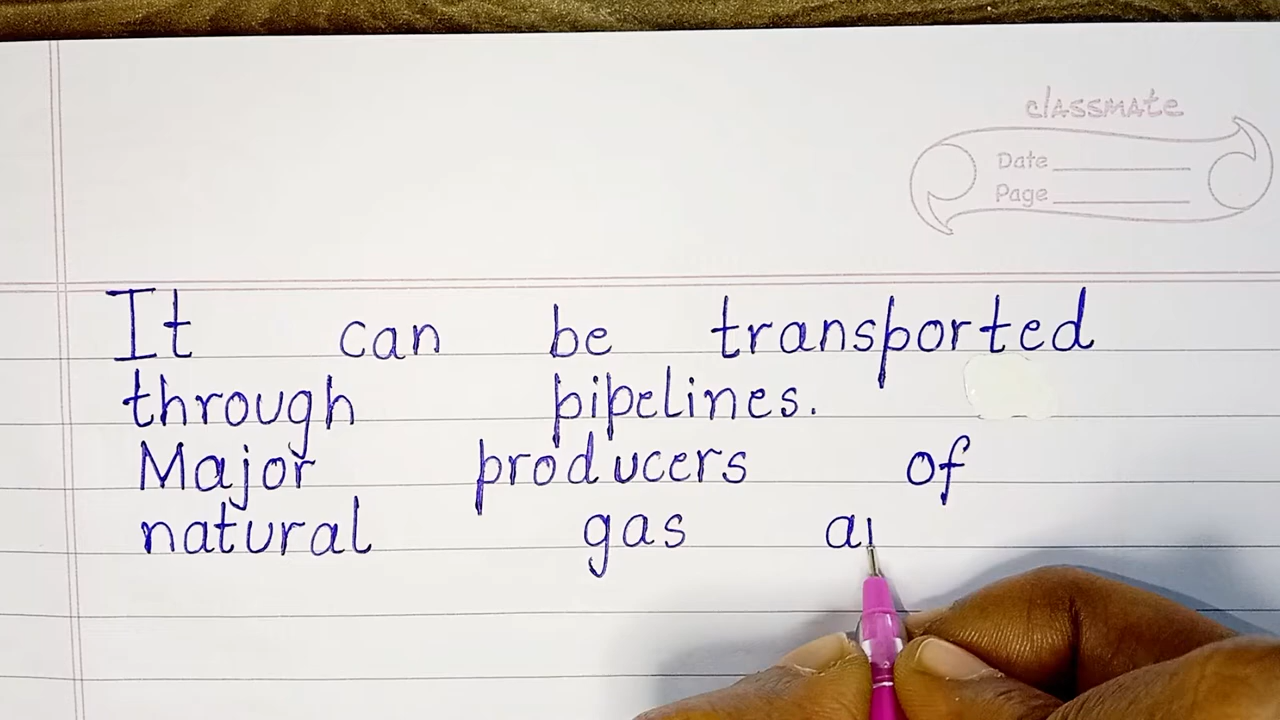 classmate
Date
Page
It can be transported
through pipelines.
Major producers of
natural gas